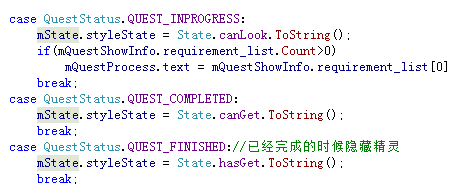 case QuestStatus.QUEST_INPROGRESS:
mState.styleState = State.canLook.ToString();
if(mQuestShowInfo.requirement_list.Count>0)
mQuestProcess.text = mQuestShowInfo.requirement_list[0]
break;
case QuestStatus.QUEST_COMPLETED:
mState.styleState = State.canGet.ToString();
break;
case QuestStatus.QUEST_FINISHED://已经完成的时候隐藏精灵
mState.styleState = State.hasGet.ToString();
break;